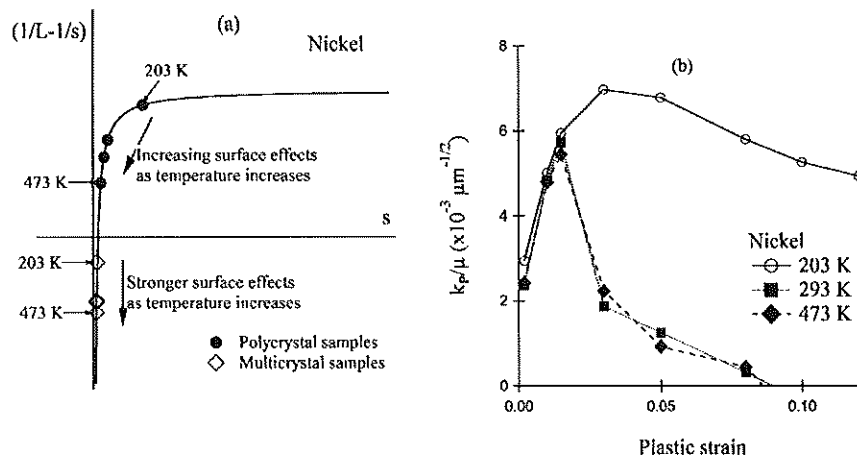 (1/L-1/s)
(a)
Nickel
203 K
Increasing surface effects
as temperature increases
473 K
s
203 K
Stronger surface effects
as temperature increases
473 K
Polycrystal samples
Multicrystal samples
(b)
8
6
4
2
0
kP/μ (x10⁻³ μm⁻¹/²)
Nickel
203 K
293 K
473 K
0.00
0.05
0.10
Plastic strain